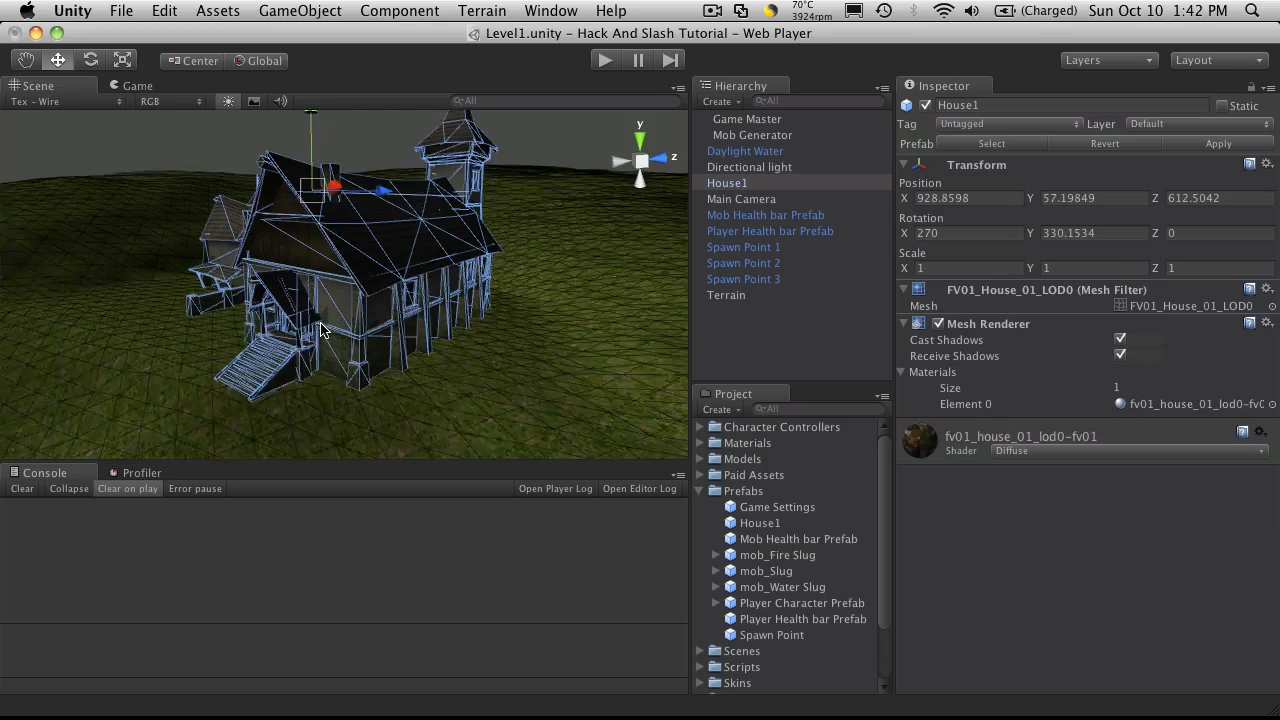 Unity File Edit Assets GameObject Component Terrain Window Help 70°C 3924rpm (Charged) Sun Oct 10 1:42 PM
Level1.unity - Hack And Slash Tutorial - Web Player
Center Global Layers Layout
Scene Game
Tex - Wire RGB All
y
z
Hierarchy
Create All
Game Master
Mob Generator
Daylight Water
Directional light
House1
Main Camera
Mob Health bar Prefab
Player Health bar Prefab
Spawn Point 1
Spawn Point 2
Spawn Point 3
Terrain
Inspector
House1 Static
Tag Untagged Layer Default
Prefab Select Revert Apply
Transform
Position
X 928.8598 Y 57.19849 Z 612.5042
Rotation
X 270 Y 330.1534 Z 0
Scale
X 1 Y 1 Z 1
FV01_House_01_LOD0 (Mesh Filter)
Mesh FV01_House_01_LOD0
Mesh Renderer
Cast Shadows
Receive Shadows
Materials
Size 1
Element 0 fv01_house_01_lod0-fv0
fv01_house_01_lod0-fv01
Shader Diffuse
Project
Create All
Character Controllers
Materials
Models
Paid Assets
Prefabs
Game Settings
House1
Mob Health bar Prefab
mob_Fire Slug
mob_Slug
mob_Water Slug
Player Character Prefab
Player Health bar Prefab
Spawn Point
Scenes
Scripts
Skins
Console Profiler
Clear Collapse Clear on play Error pause Open Player Log Open Editor Log